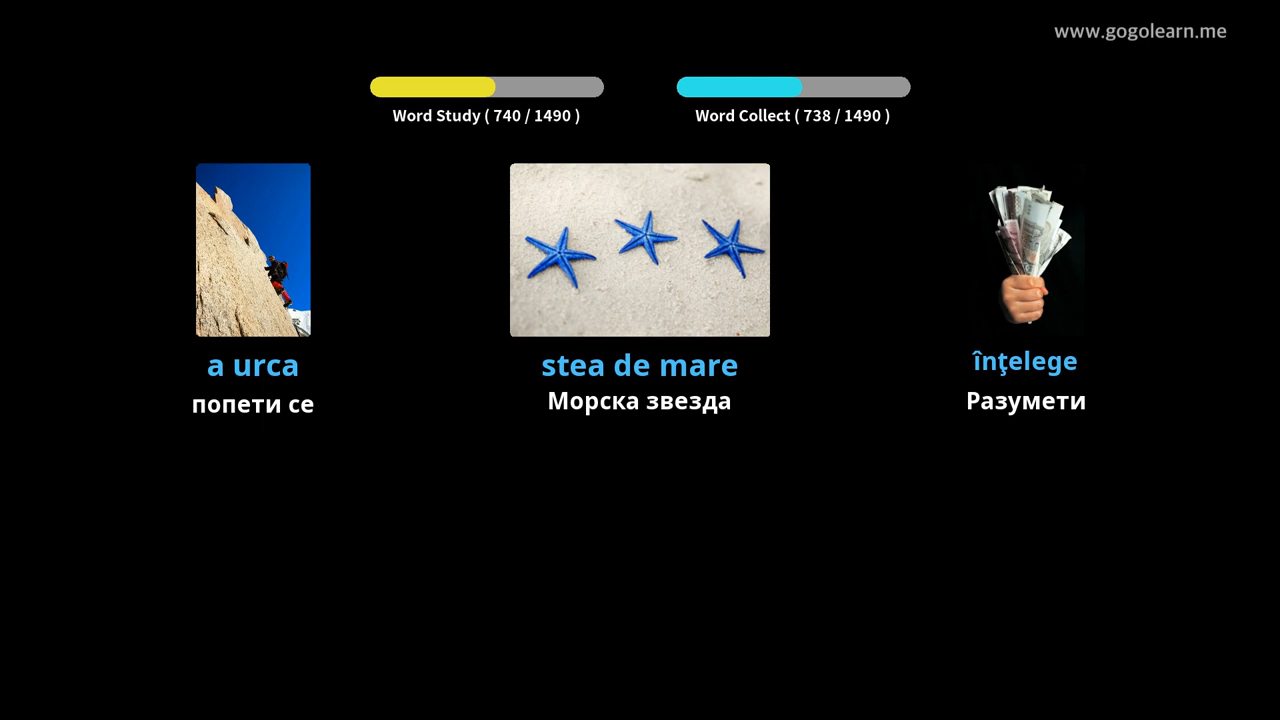 www.gogolearn.me
Word Study ( 740 / 1490 )
Word Collect ( 738 / 1490 )
a urca
попети се
stea de mare
Морска звезда
înţelege
Разумети